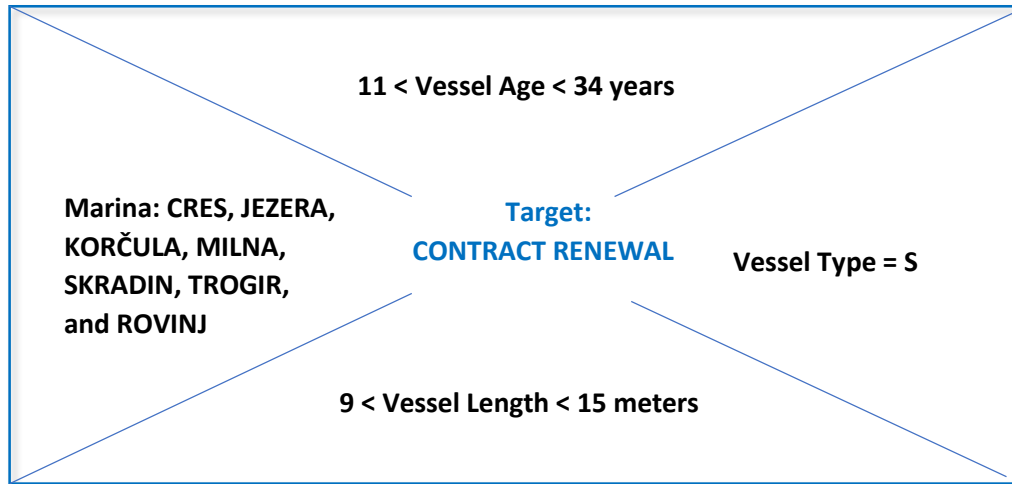 11 < Vessel Age < 34 years
Marina: CRES, JEZERA,
KORČULA, MILNA,
SKRADIN, TROGIR,
and ROVINJ
Target:
CONTRACT RENEWAL
Vessel Type = S
9 < Vessel Length < 15 meters